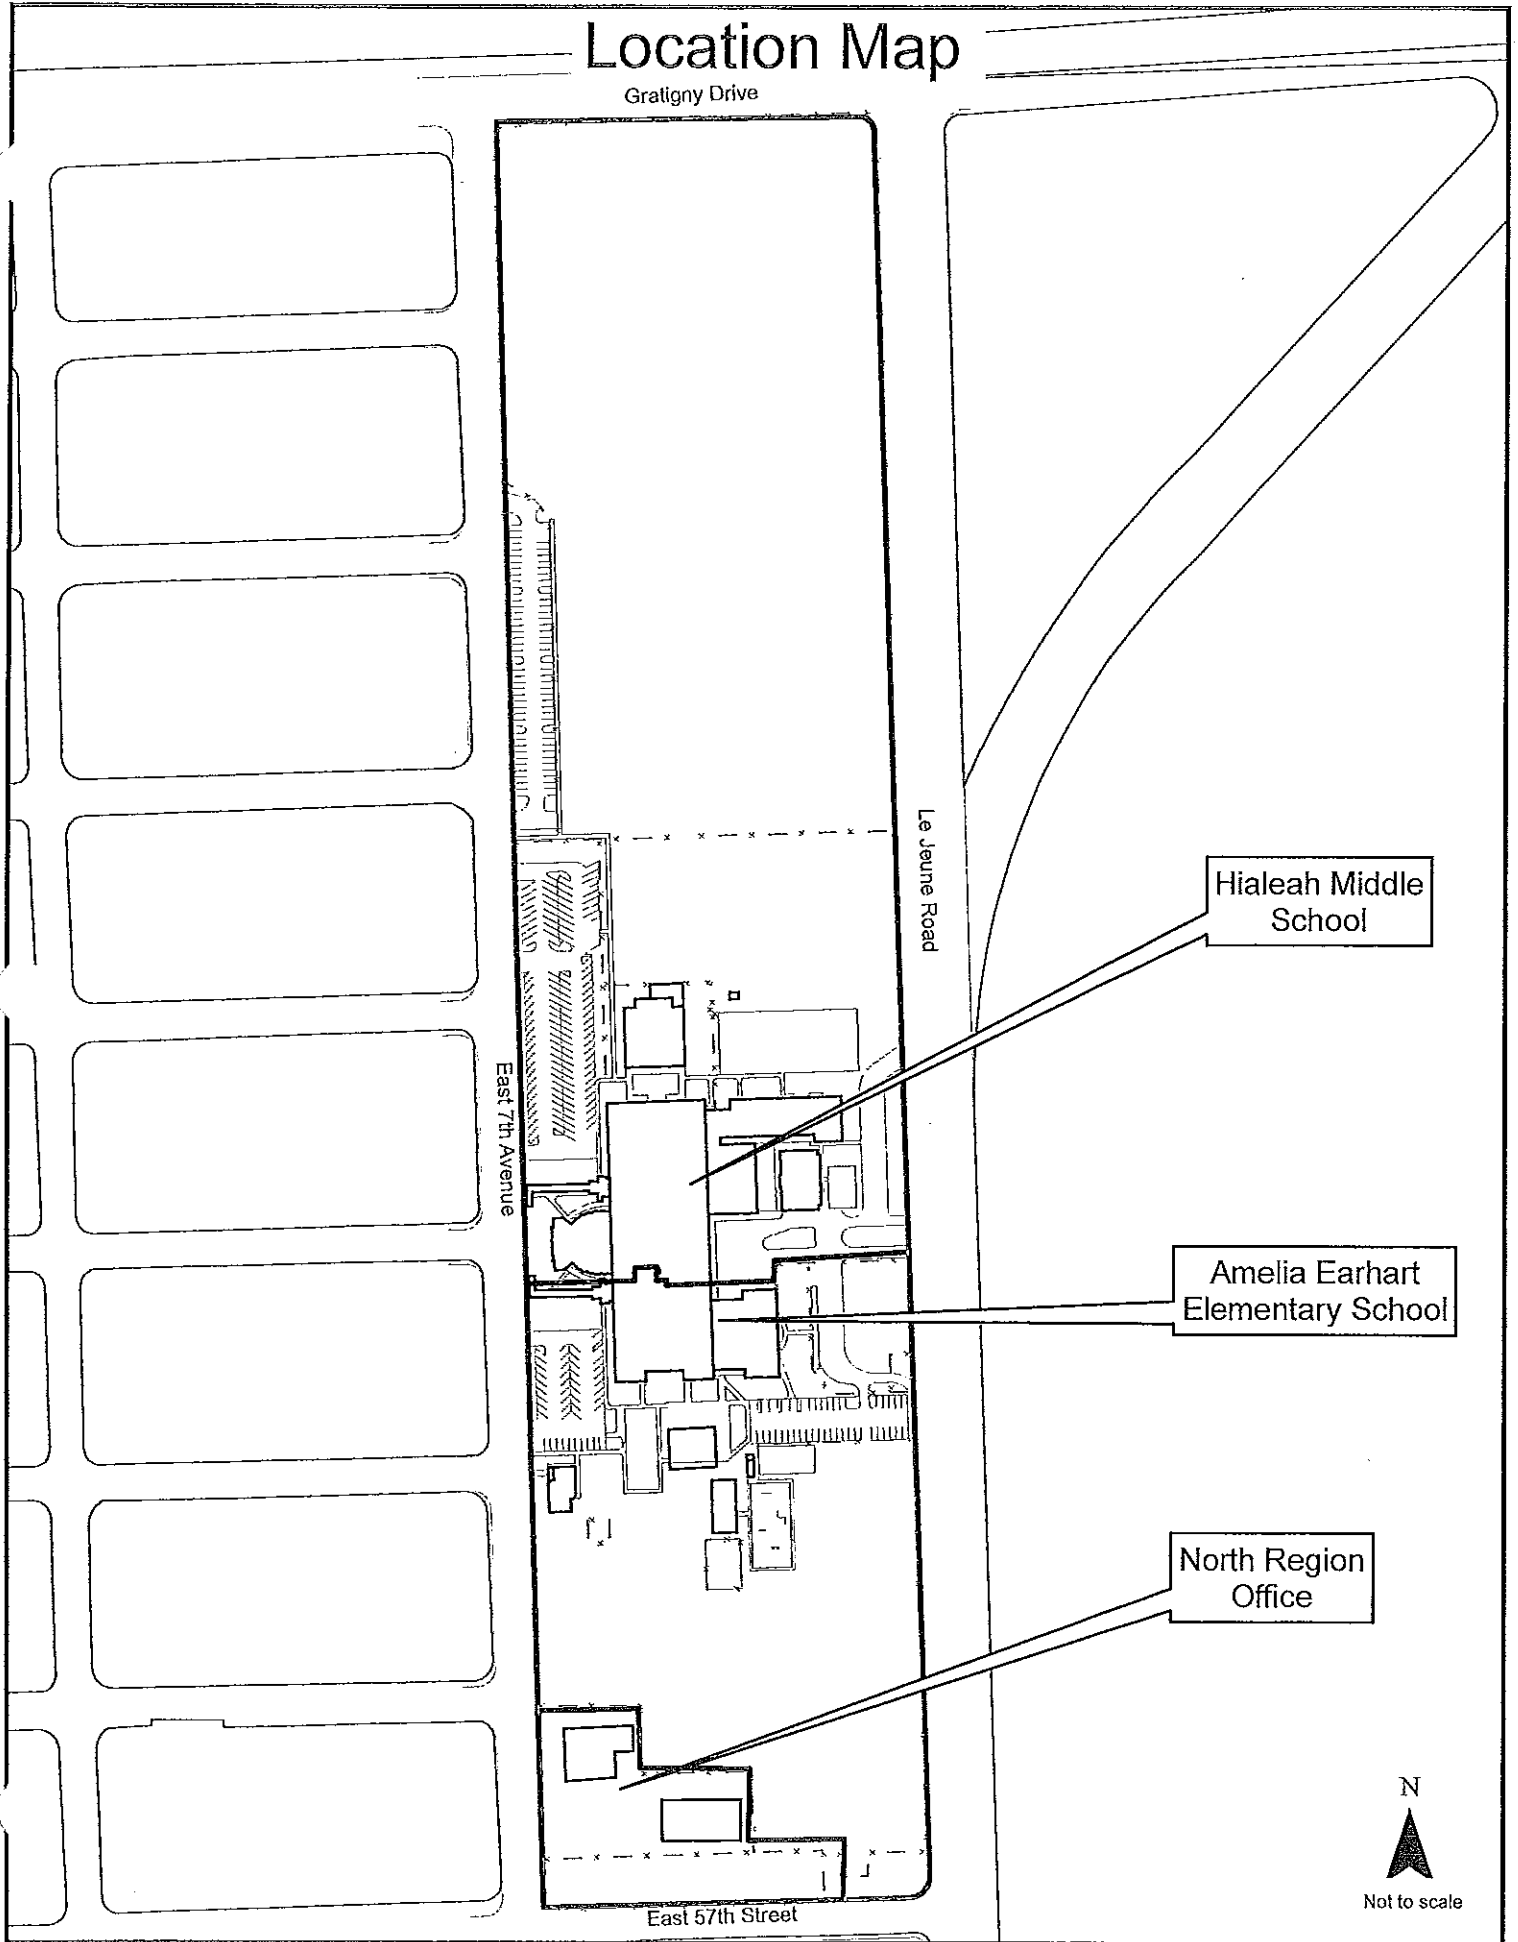 Location Map
Gratigny Drive
Le Jeune Road
Hialeah Middle
School
East 7th Avenue
Amelia Earhart
Elementary School
North Region
Office
N
Not to scale
East 57th Street